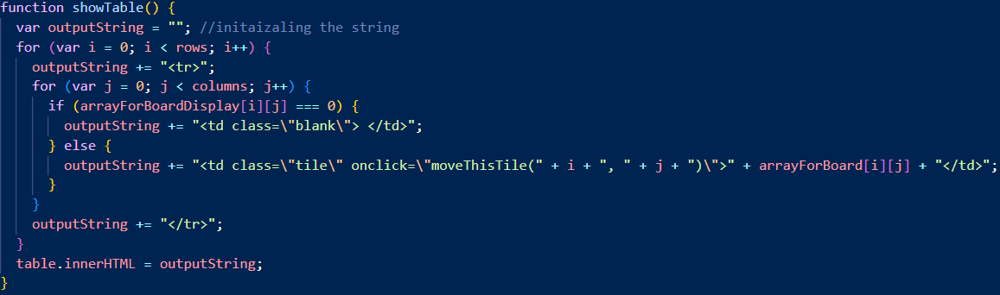 function showTable() {
  var outputString = ""; //initaizaling the string
  for (var i = 0; i < rows; i++) {
    outputString += "<tr>";
    for (var j = 0; j < columns; j++) {
      if (arrayForBoardDisplay[i][j] === 0) {
        outputString += "<td class=\"blank\"> </td>";
      } else {
        outputString += "<td class=\"tile\" onclick=\"moveThisTile(" + i + ", " + j + ")\">" + arrayForBoard[i][j] + "</td>";
      }
    }
    outputString += "</tr>";
  }
  table.innerHTML = outputString;
}